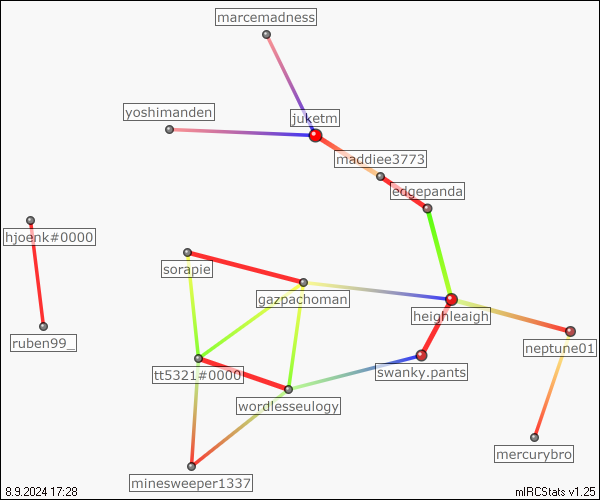 marcemadness
yoshimanden
juketm
maddiee3773
edgepanda
hjoenk#0000
sorapie
gazpachoman
heighleaigh
ruben99_
neptune01
tt5321#0000
swanky.pants
wordlesseulogy
mercurybro
minesweeper1337
8.9.2024 17:28
mIRCStats v1.25